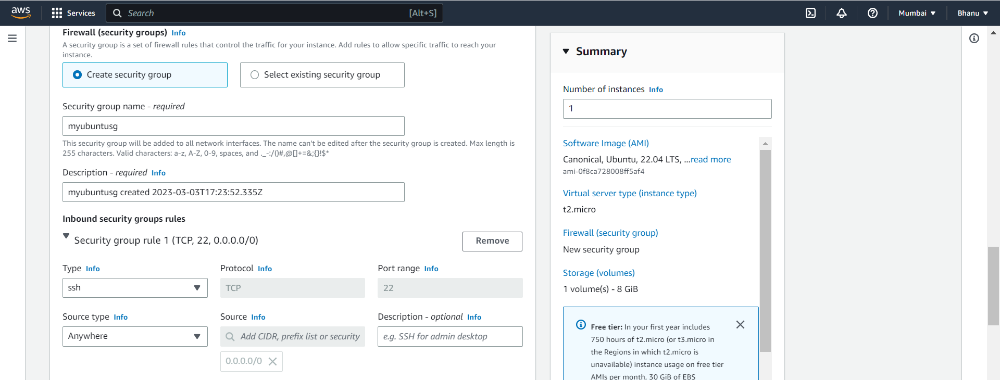 aws
Services
Search
[Alt+S]
Mumbai
Bhanu
Firewall (security groups) Info
A security group is a set of firewall rules that control the traffic for your instance. Add rules to allow specific traffic to reach your
instance.
Create security group
Select existing security group
Security group name - required
myubuntusg
This security group will be added to all network interfaces. The name can't be edited after the security group is created. Max length is
255 characters. Valid characters: a-z, A-Z, 0-9, spaces, and ._-:/()#,@[]+=&;{}!$*
Description - required Info
myubuntusg created 2023-03-03T17:23:52.335Z
Inbound security groups rules
Security group rule 1 (TCP, 22, 0.0.0.0/0)
Remove
Type Info
Protocol Info
Port range Info
ssh
TCP
22
Source type Info
Source Info
Description - optional Info
Anywhere
Add CIDR, prefix list or security
e.g. SSH for admin desktop
0.0.0.0/0
Summary
Number of instances Info
1
Software Image (AMI)
Canonical, Ubuntu, 22.04 LTS, ...read more
ami-0f8ca728008ff5af4
Virtual server type (instance type)
t2.micro
Firewall (security group)
New security group
Storage (volumes)
1 volume(s) - 8 GiB
Free tier: In your first year includes
750 hours of t2.micro (or t3.micro in
the Regions in which t2.micro is
unavailable) instance usage on free tier
AMIs per month, 30 GiB of EBS